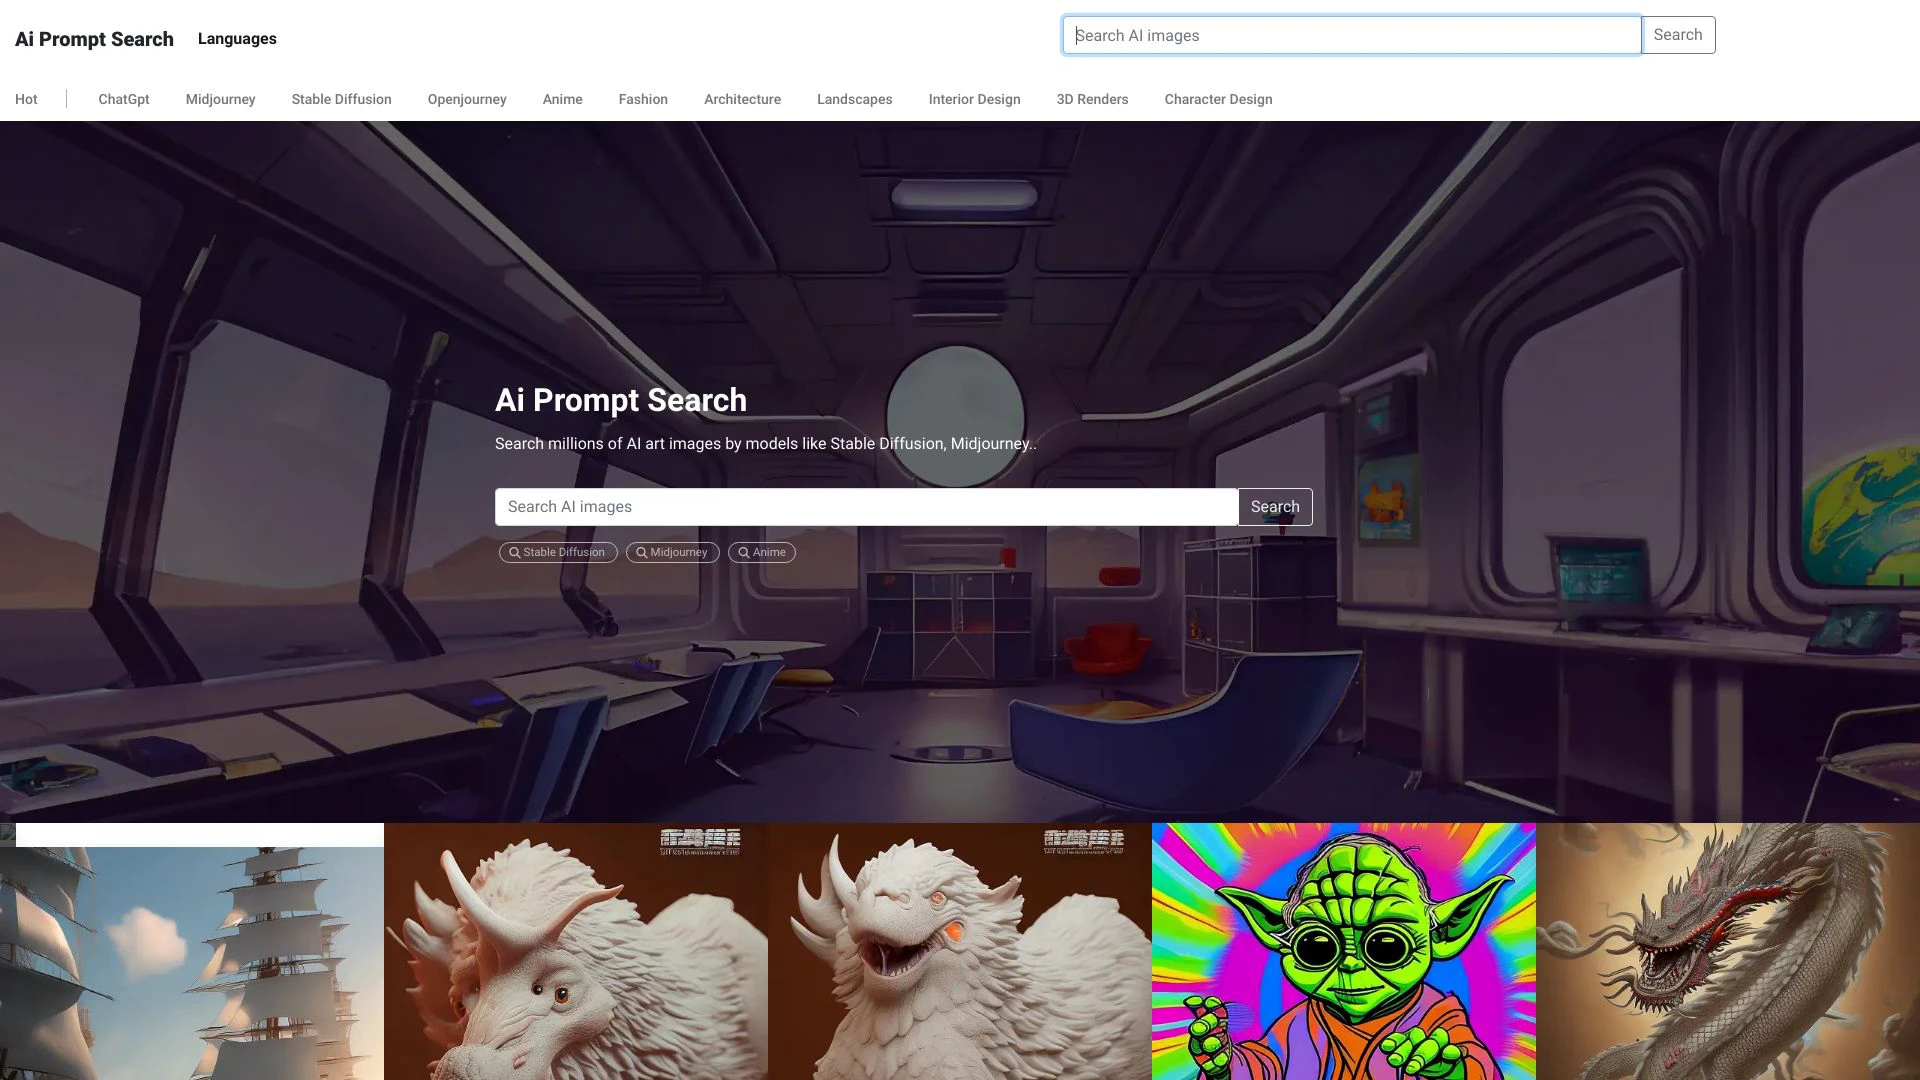 Ai Prompt Search
Languages
Search AI images
Search
Hot
ChatGpt
Midjourney
Stable Diffusion
Openjourney
Anime
Fashion
Architecture
Landscapes
Interior Design
3D Renders
Character Design
Ai Prompt Search
Search millions of AI art images by models like Stable Diffusion, Midjourney..
Search AI images
Search
Stable Diffusion
Midjourney
Anime